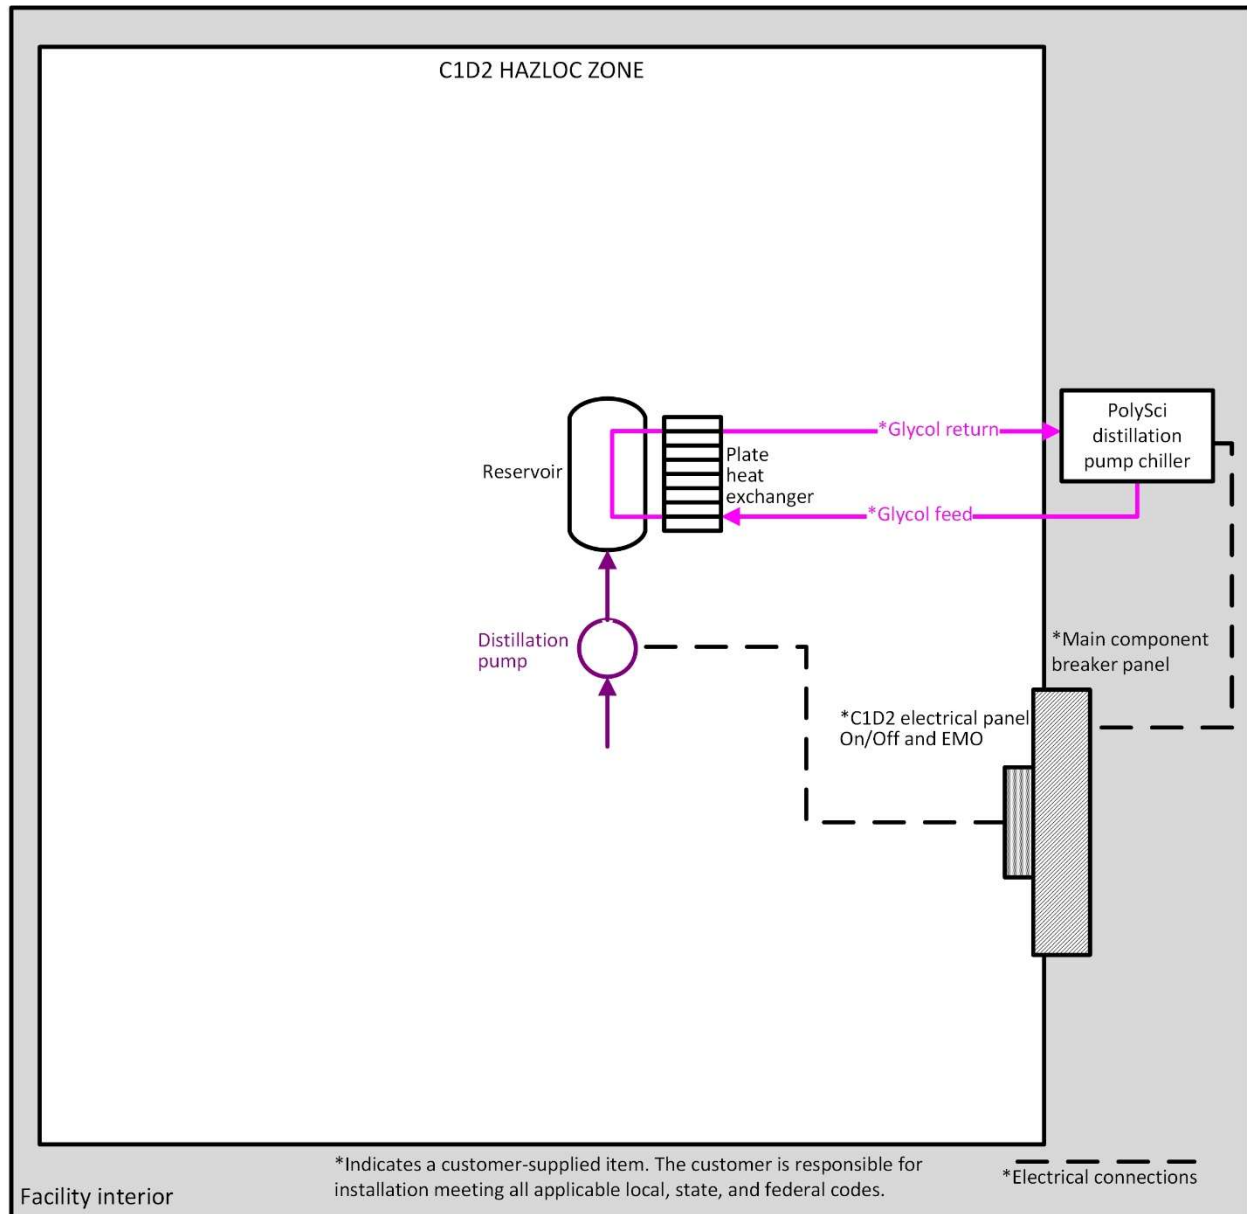 C1D2 HAZLOC ZONE
*Glycol return
PolySci
distillation
pump chiller
Reservoir
Plate
heat
exchanger
*Glycol feed
Distillation
pump
*Main component
breaker panel
*C1D2 electrical panel
On/Off and EMO
*Indicates a customer-supplied item. The customer is responsible for
installation meeting all applicable local, state, and federal codes.
*Electrical connections
Facility interior